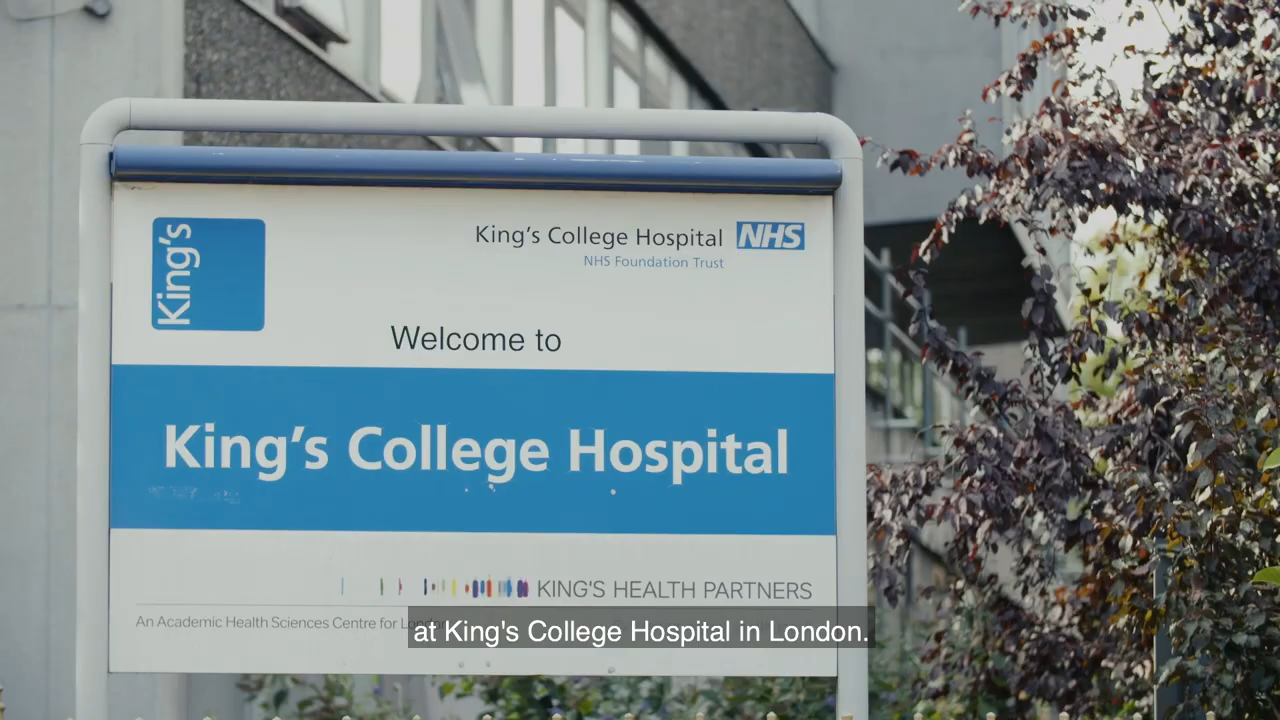 King's
King's College Hospital NHS
NHS Foundation Trust
Welcome to
King's College Hospital
KING'S HEALTH PARTNERS
An Academic Health Sciences Centre for London
at King's College Hospital in London.